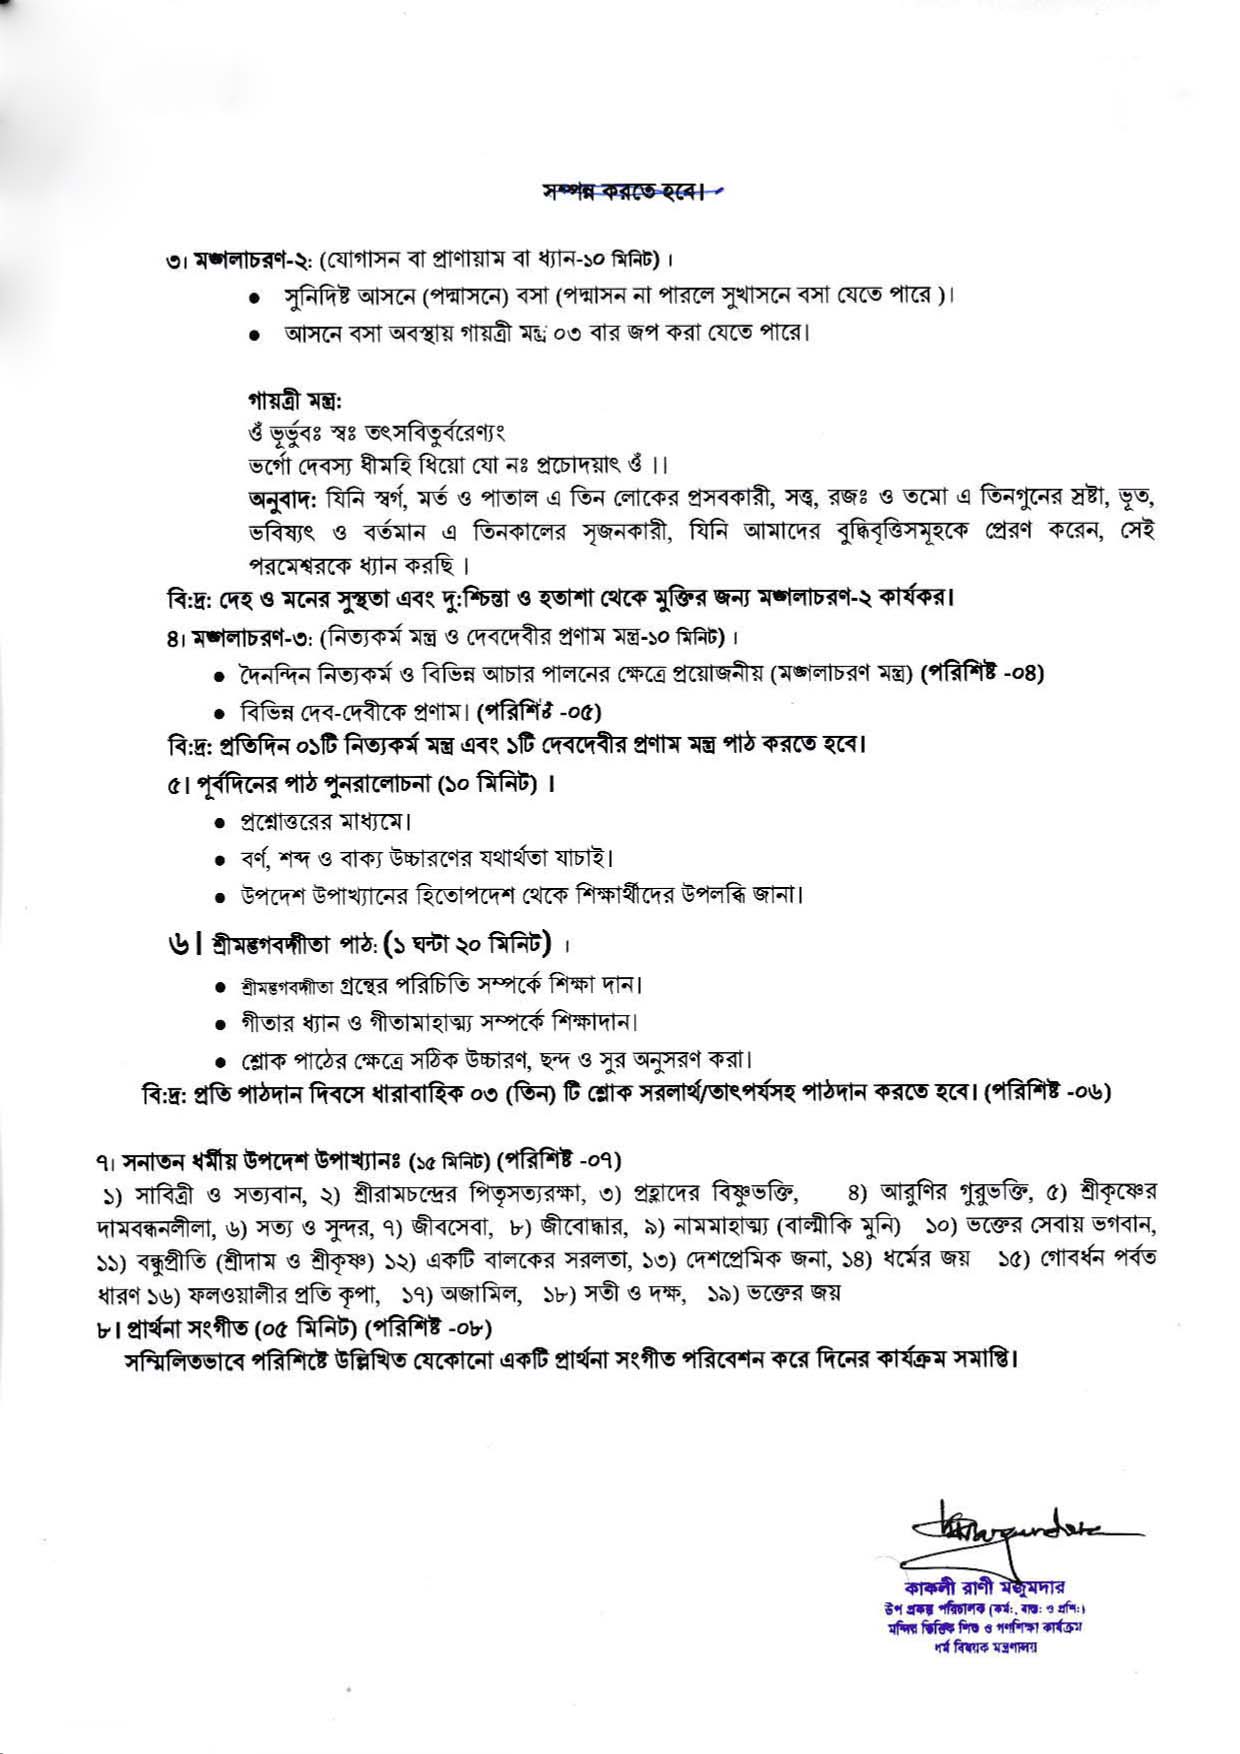 সম্পন্ন করতে হবে।
৩। মঙ্গলাচরণ-২: (যোগাসন বা প্রাণায়াম বা ধ্যান-১০ মিনিট) ।
● সুনিদিষ্ট আসনে (পদ্মাসনে) বসা (পদ্মাসন না পারলে সুখাসনে বসা যেতে পারে )।
● আসনে বসা অবস্থায় গায়ত্রী মন্ত্র ০৩ বার জপ করা যেতে পারে।
গায়ত্রী মন্ত্র:
ওঁ ভূর্ভুবঃ স্বঃ তৎসবিতুর্বরেণ্যং
ভর্গো দেবস্য ধীমহি ধিয়ো যো নঃ প্রচোদয়াৎ ওঁ ।।
অনুবাদ: যিনি স্বর্গ, মর্ত ও পাতাল এ তিন লোকের প্রসবকারী, সত্ত্ব, রজঃ ও তমো এ তিনগুনের স্রষ্টা, ভূত,
ভবিষ্যৎ ও বর্তমান এ তিনকালের সৃজনকারী, যিনি আমাদের বুদ্ধিবৃত্তিসমূহকে প্রেরণ করেন, সেই
পরমেশ্বরকে ধ্যান করছি ।
বি:দ্র: দেহ ও মনের সুস্থতা এবং দু:শ্চিন্তা ও হতাশা থেকে মুক্তির জন্য মঙ্গলাচরণ-২ কার্যকর।
৪। মঙ্গলাচরণ-৩: (নিত্যকর্ম মন্ত্র ও দেবদেবীর প্রণাম মন্ত্র-১০ মিনিট) ।
● দৈনন্দিন নিত্যকর্ম ও বিভিন্ন আচার পালনের ক্ষেত্রে প্রয়োজনীয় (মঙ্গলাচরণ মন্ত্র) (পরিশিষ্ট -০৪)
● বিভিন্ন দেব-দেবীকে প্রণাম। (পরিশিষ্ট -০৫)
বি:দ্র: প্রতিদিন ০১টি নিত্যকর্ম মন্ত্র এবং ১টি দেবদেবীর প্রণাম মন্ত্র পাঠ করতে হবে।
৫। পূর্বদিনের পাঠ পুনরালোচনা (১০ মিনিট) ।
● প্রশ্নোত্তরের মাধ্যমে।
● বর্ণ, শব্দ ও বাক্য উচ্চারণের যথার্থতা যাচাই।
● উপদেশ উপাখ্যানের হিতোপদেশ থেকে শিক্ষার্থীদের উপলব্ধি জানা।
৬। শ্রীমদ্ভগবদ্গীতা পাঠ: (১ ঘন্টা ২০ মিনিট) ।
● শ্রীমদ্ভগবদ্গীতা গ্রন্থের পরিচিতি সম্পর্কে শিক্ষা দান।
● গীতার ধ্যান ও গীতামাহাত্ম্য সম্পর্কে শিক্ষাদান।
● শ্লোক পাঠের ক্ষেত্রে সঠিক উচ্চারণ, ছন্দ ও সুর অনুসরণ করা।
বি:দ্র: প্রতি পাঠদান দিবসে ধারাবাহিক ০৩ (তিন) টি শ্লোক সরলার্থ/তাৎপর্যসহ পাঠদান করতে হবে। (পরিশিষ্ট -০৬)
৭। সনাতন ধর্মীয় উপদেশ উপাখ্যানঃ (১৫ মিনিট) (পরিশিষ্ট -০৭)
১) সাবিত্রী ও সত্যবান, ২) শ্রীরামচন্দ্রের পিতৃসত্যরক্ষা, ৩) প্রহ্লাদের বিষ্ণুভক্তি, ৪) আরুণির গুরুভক্তি, ৫) শ্রীকৃষ্ণের
দামবন্ধনলীলা, ৬) সত্য ও সুন্দর, ৭) জীবসেবা, ৮) জীবোদ্ধার, ৯) নামমাহাত্ম্য (বাল্মীকি মুনি) ১০) ভক্তের সেবায় ভগবান,
১১) বন্ধুপ্রীতি (শ্রীদাম ও শ্রীকৃষ্ণ) ১২) একটি বালকের সরলতা, ১৩) দেশপ্রেমিক জনা, ১৪) ধর্মের জয় ১৫) গোবর্ধন পর্বত
ধারণ ১৬) ফলওয়ালীর প্রতি কৃপা, ১৭) অজামিল, ১৮) সতী ও দক্ষ, ১৯) ভক্তের জয়
৮। প্রার্থনা সংগীত (০৫ মিনিট) (পরিশিষ্ট -০৮)
সম্মিলিতভাবে পরিশিষ্টে উল্লিখিত যেকোনো একটি প্রার্থনা সংগীত পরিবেশন করে দিনের কার্যক্রম সমাপ্তি।
কাকলী রাণী মজুমদার
উপ প্রকল্প পরিচালক (কর্ম:, বাস্ত: ও প্রশি:)
মন্দির ভিত্তিক শিশু ও গণশিক্ষা কার্যক্রম
ধর্ম বিষয়ক মন্ত্রণালয়